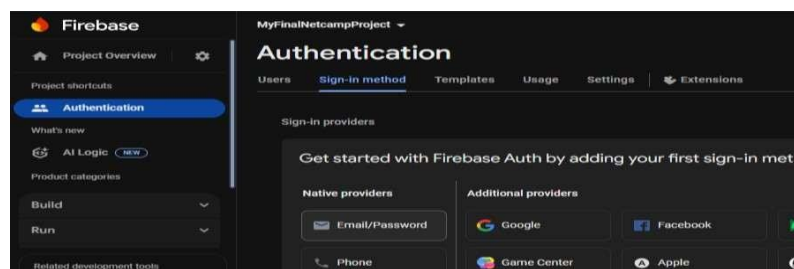 Firebase
Project Overview
Project shortcuts
Authentication
What's new
AI Logic NEW
Product categories
Build
Run
Related development tools
MyFinalNetcampProject
Authentication
Users Sign-in method Templates Usage Settings Extensions
Sign-in providers
Get started with Firebase Auth by adding your first sign-in met
Native providers
Email/Password
Phone
Additional providers
Google Facebook
Game Center Apple